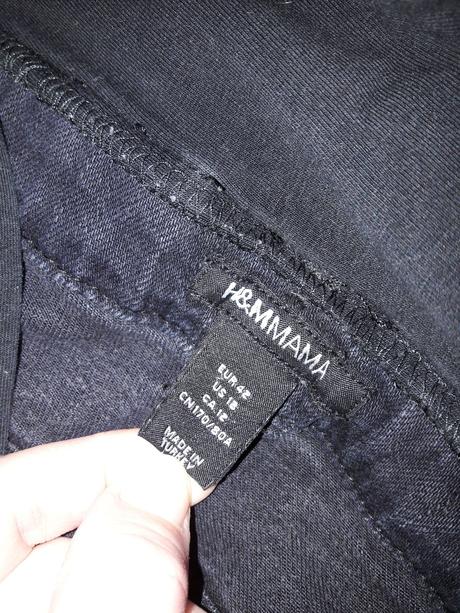 H&MMAMA
EUR 42
US 12
CA 12
CN170/80A
MADE IN
TURKEY